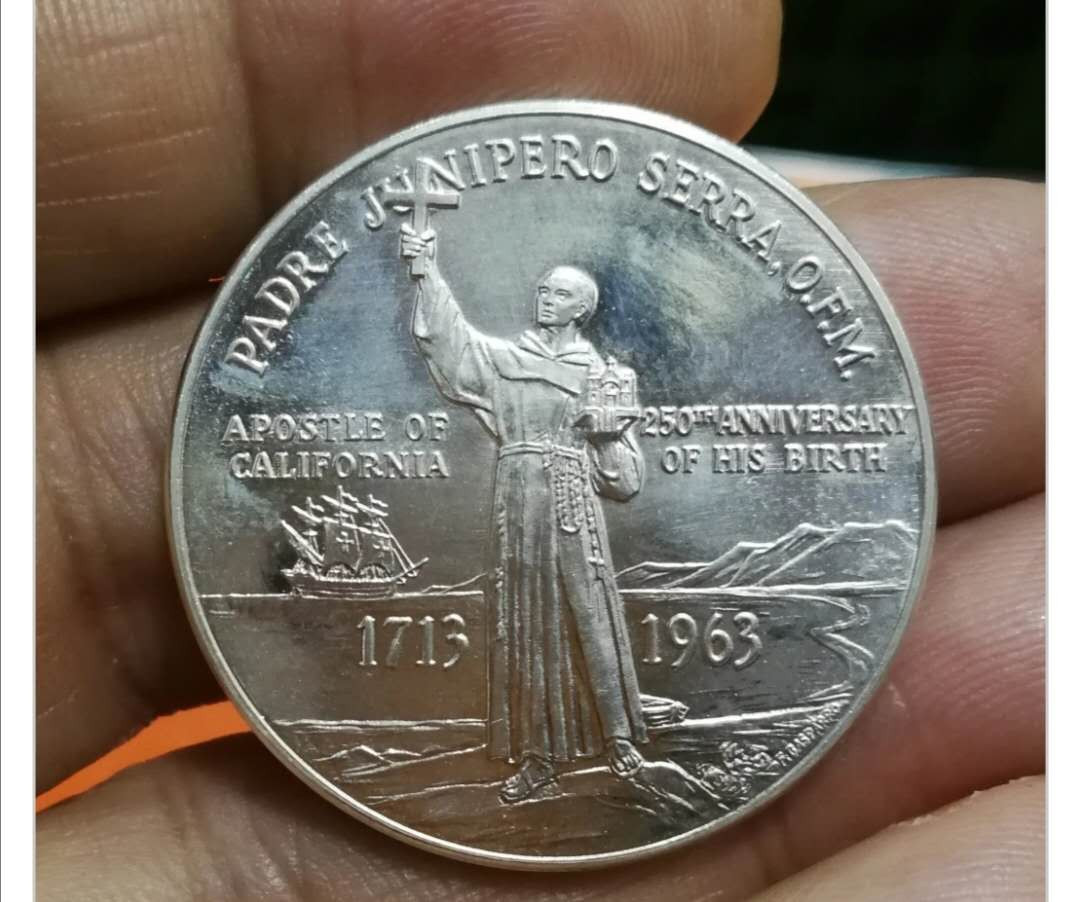 PADRE JUNIPERO SERRA, O.F.M.
APOSTLE OF
CALIFORNIA
250TH ANNIVERSARY
OF HIS BIRTH
1713 1963